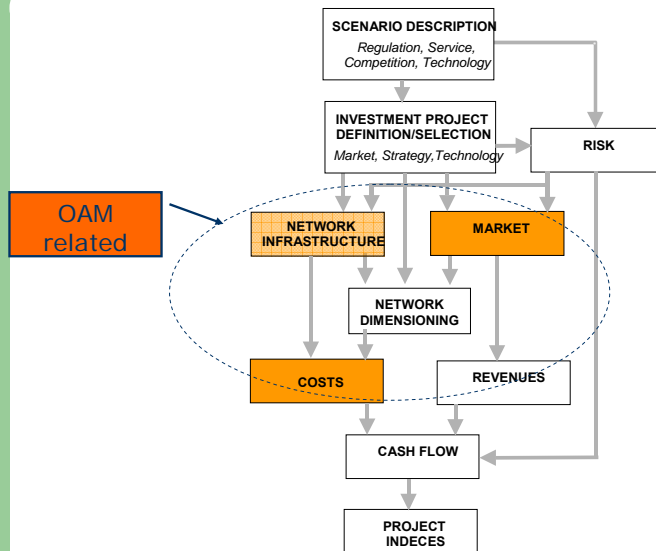 SCENARIO DESCRIPTION
Regulation, Service,
Competition, Technology
INVESTMENT PROJECT
DEFINITION/SELECTION
Market, Strategy,Technology
RISK
OAM
related
NETWORK
INFRASTRUCTURE
MARKET
NETWORK
DIMENSIONING
COSTS
REVENUES
CASH FLOW
PROJECT
INDECES